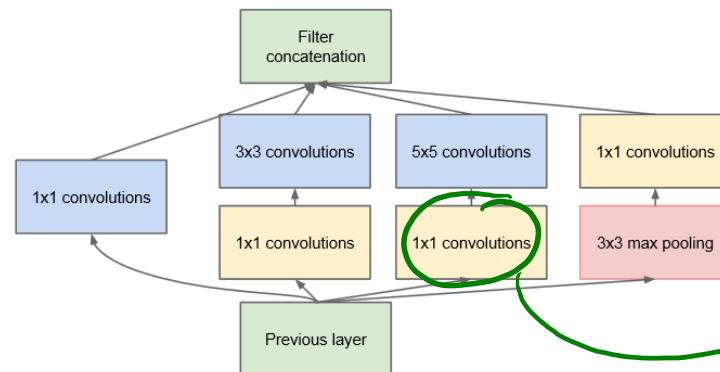 Filter
concatenation
3x3 convolutions
5x5 convolutions
1x1 convolutions
1x1 convolutions
1x1 convolutions
1x1 convolutions
3x3 max pooling
Previous layer